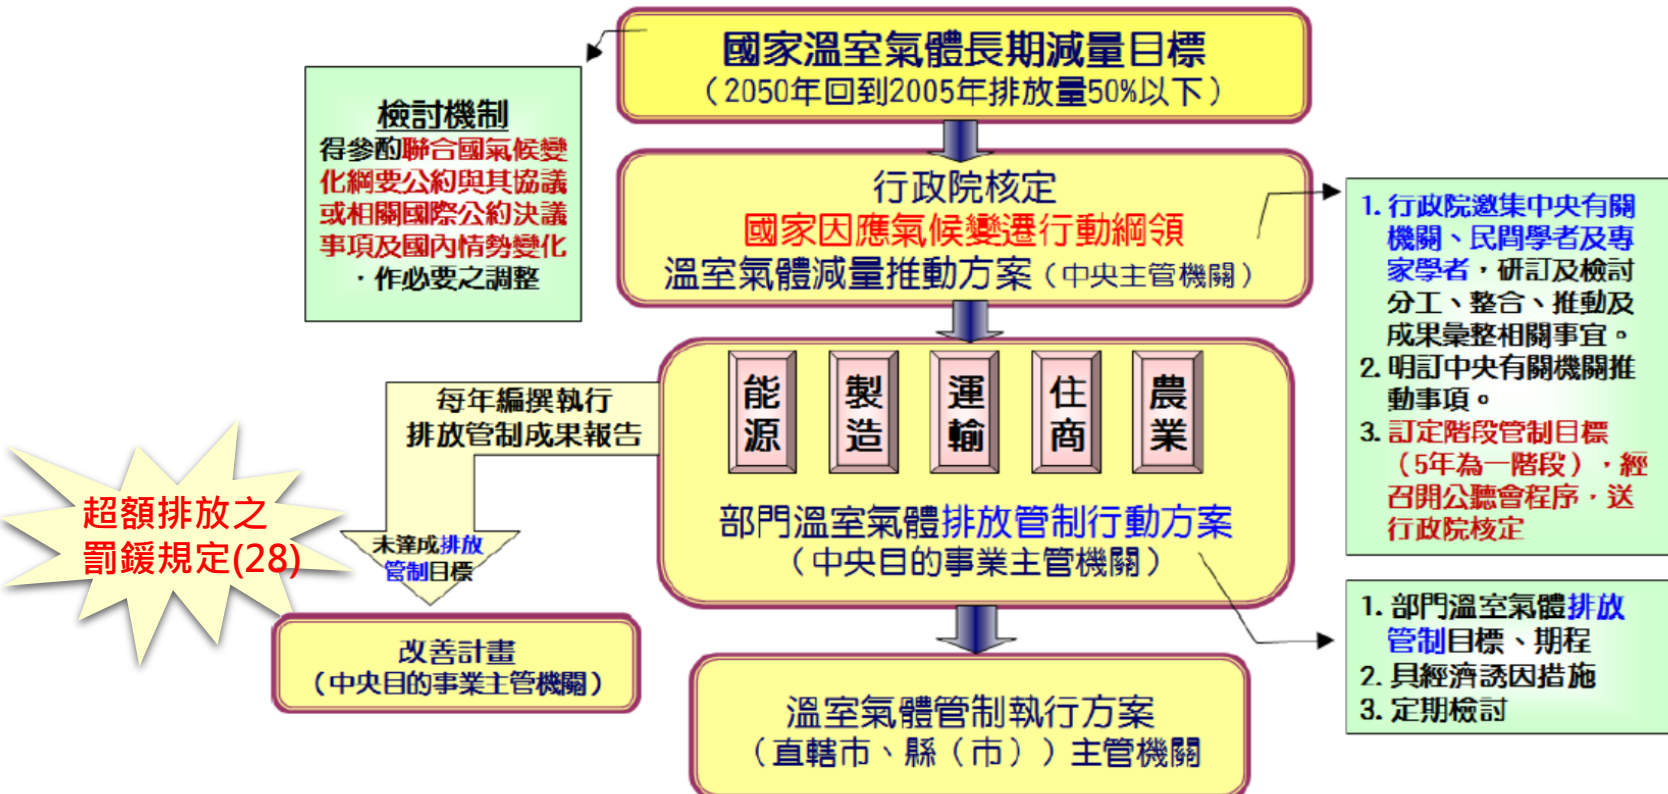 國家溫室氣體長期減量目標
（2050年回到2005年排放量50%以下）
檢討機制
得參酌聯合國氣候變
化綱要公約與其協議
或相關國際公約決議
事項及國內情勢變化
，作必要之調整
行政院核定
國家因應氣候變遷行動綱領
溫室氣體減量推動方案（中央主管機關）
1. 行政院邀集中央有關
機關、民間學者及專
家學者，研訂及檢討
分工、整合、推動及
成果彙整相關事宜。
2. 明訂中央有關機關推
動事項。
3. 訂定階段管制目標
（5年為一階段），經
召開公聽會程序，送
行政院核定
能源
製造
運輸
住商
農業
部門溫室氣體排放管制行動方案
（中央目的事業主管機關）
每年編撰執行
排放管制成果報告
未達成排放
管制目標
超額排放之
罰鍰規定(28)
改善計畫
（中央目的事業主管機關）
1. 部門溫室氣體排放
管制目標、期程
2. 具經濟誘因措施
3. 定期檢討
溫室氣體管制執行方案
（直轄市、縣（市））主管機關